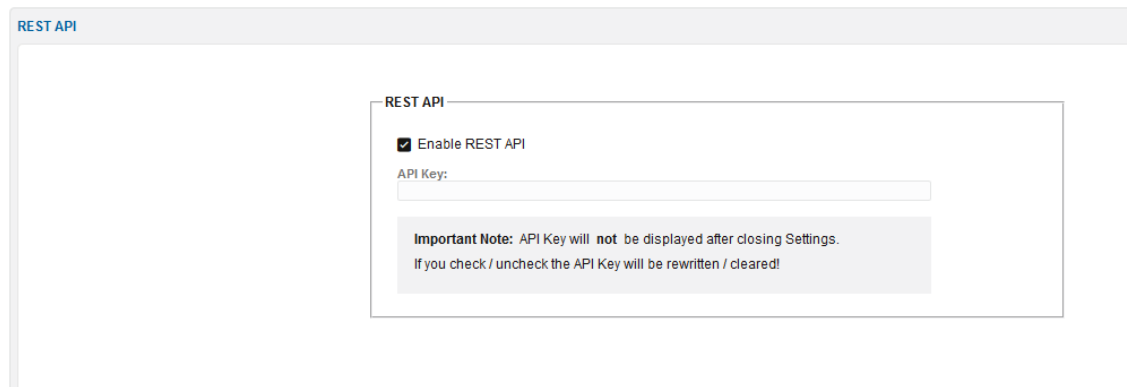 REST API
REST API
Enable REST API
API Key:
Important Note: API Key will not be displayed after closing Settings.
If you check / uncheck the API Key will be rewritten / cleared!